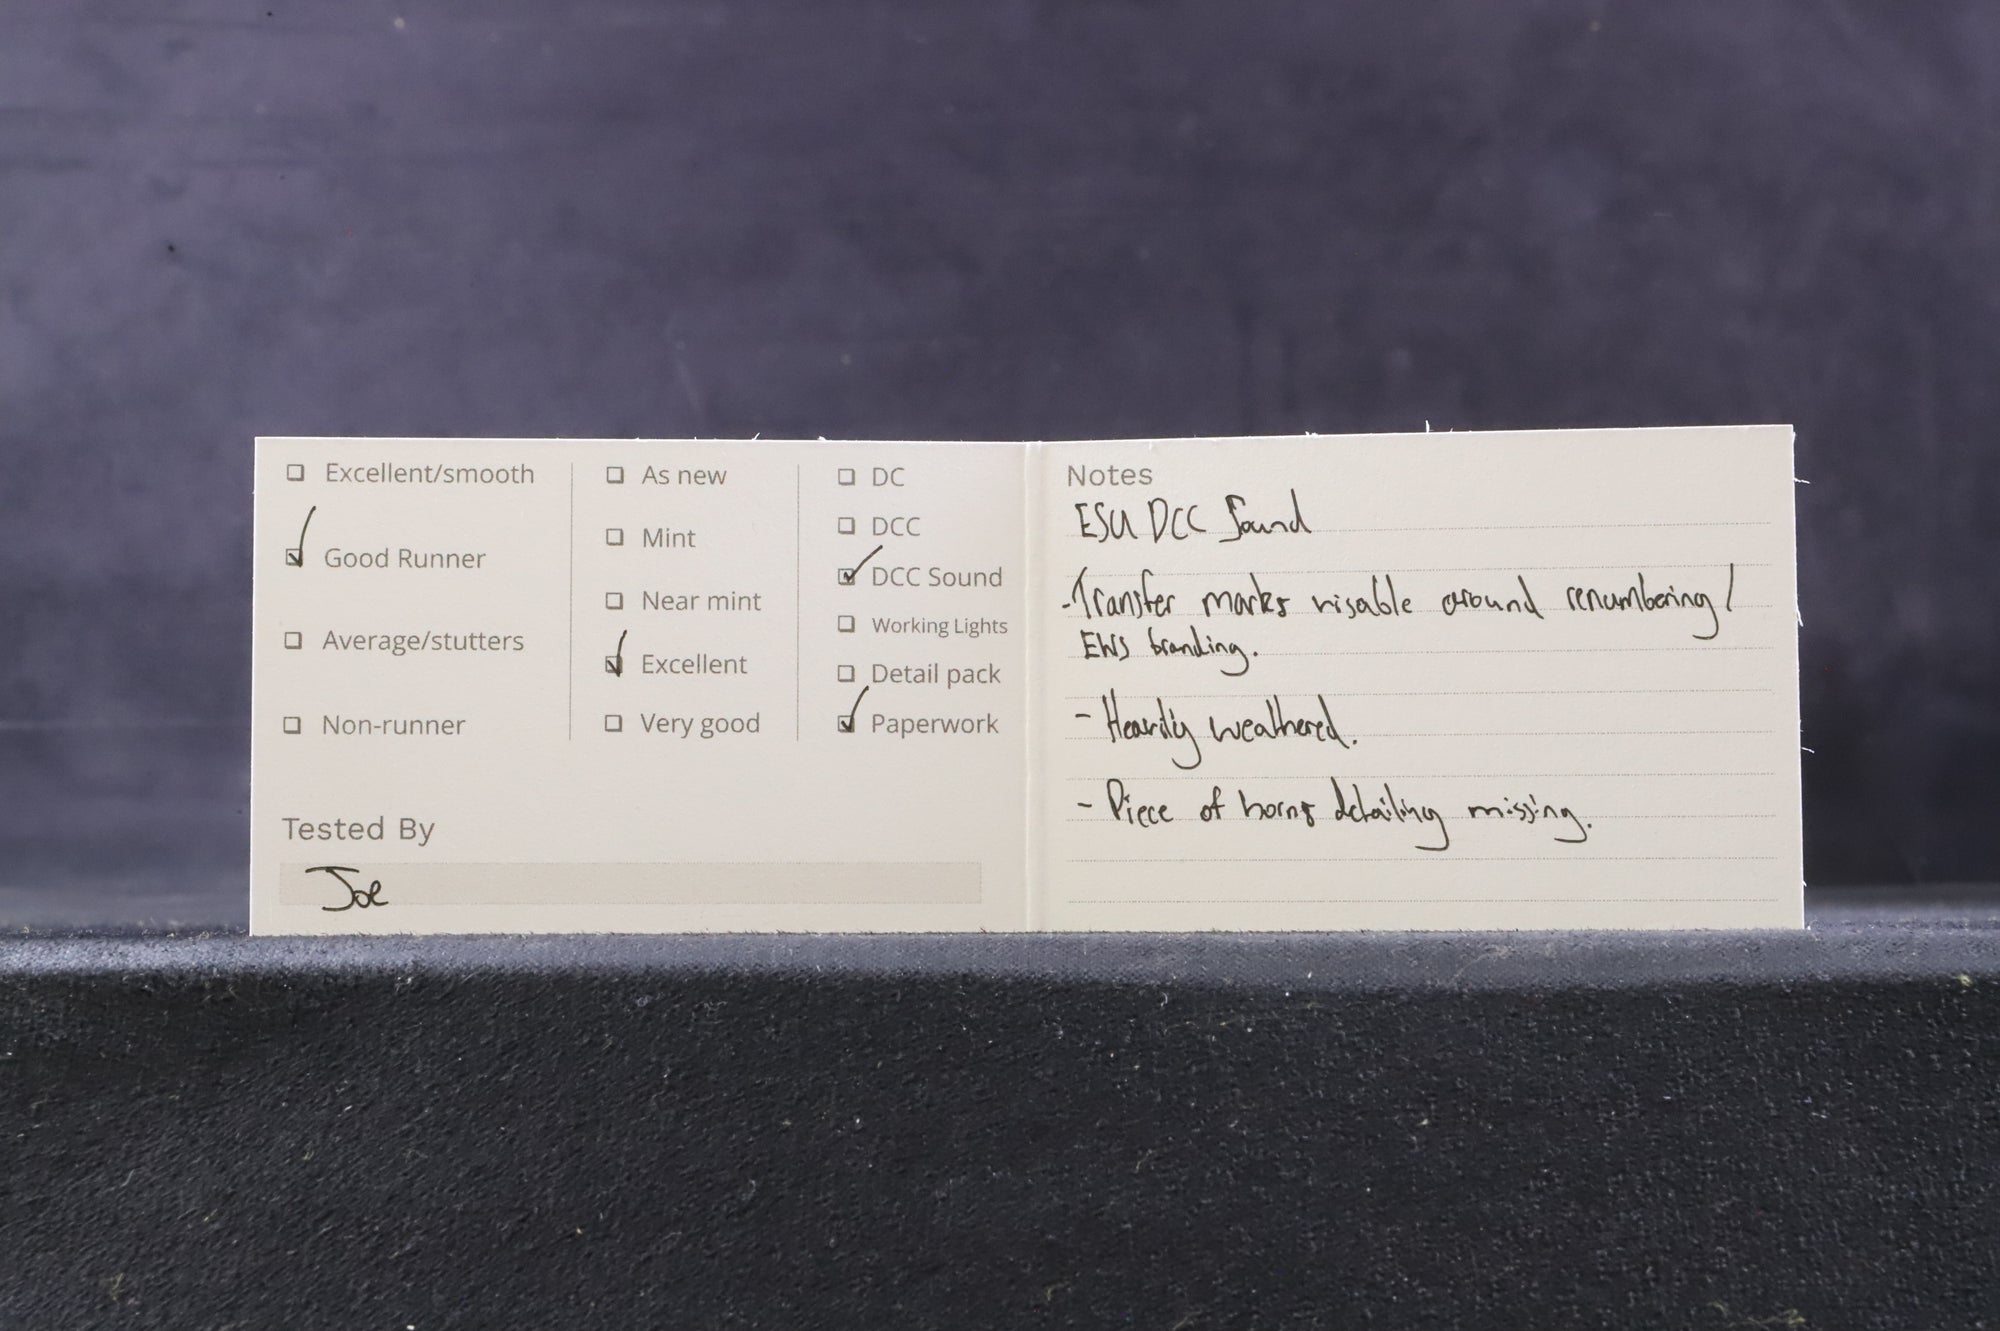 ☐ Excellent/smooth
☑ Good Runner
☐ Average/stutters
☐ Non-runner
☐ As new
☐ Mint
☐ Near mint
☑ Excellent
☐ Very good
☐ DC
☐ DCC
☑ DCC Sound
☐ Working Lights
☐ Detail pack
☑ Paperwork
Tested By
Joe
Notes
ESU DCC Sound
-Transfer marks visable around renumbering/
EWS branding.
- Heavily weathered.
- Piece of horns detailing missing.